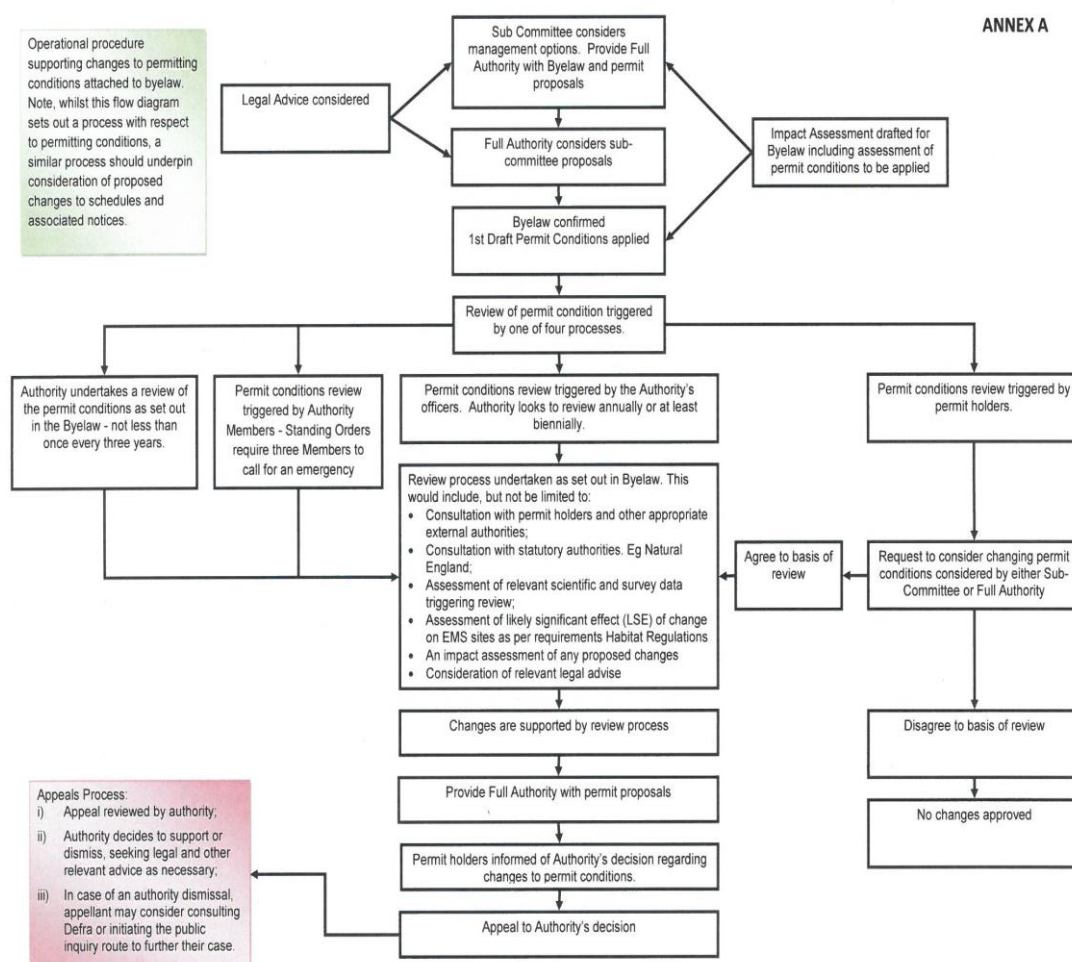 ANNEX A
Operational procedure
supporting changes to permitting
conditions attached to byelaw.
Note, whilst this flow diagram
sets out a process with respect
to permitting conditions, a
similar process should underpin
consideration of proposed
changes to schedules and
associated notices.
Sub Committee considers
management options. Provide Full
Authority with Byelaw and permit
proposals
Legal Advice considered
Full Authority considers sub-
committee proposals
Impact Assessment drafted for
Byelaw including assessment of
permit conditions to be applied
Byelaw confirmed
1st Draft Permit Conditions applied
Review of permit condition triggered
by one of four processes.
Authority undertakes a review of
the permit conditions as set out
in the Byelaw - not less than
once every three years.
Permit conditions review
triggered by Authority
Members - Standing Orders
require three Members to
call for an emergency
Permit conditions review triggered by the Authority's
officers. Authority looks to review annually or at least
biennially.
Permit conditions review triggered by
permit holders.
Review process undertaken as set out in Byelaw. This
would include, but not be limited to:
• Consultation with permit holders and other appropriate
external authorities;
• Consultation with statutory authorities. Eg Natural
England;
• Assessment of relevant scientific and survey data
triggering review;
• Assessment of likely significant effect (LSE) of change
on EMS sites as per requirements Habitat Regulations
• An impact assessment of any proposed changes
• Consideration of relevant legal advise
Agree to basis of
review
Request to consider changing permit
conditions considered by either Sub-
Committee or Full Authority
Changes are supported by review process
Disagree to basis of review
Provide Full Authority with permit proposals
No changes approved
Permit holders informed of Authority's decision regarding
changes to permit conditions.
Appeal to Authority's decision
Appeals Process:
i) Appeal reviewed by authority;
ii) Authority decides to support or
dismiss, seeking legal and other
relevant advice as necessary;
iii) In case of an authority dismissal,
appellant may consider consulting
Defra or initiating the public
inquiry route to further their case.